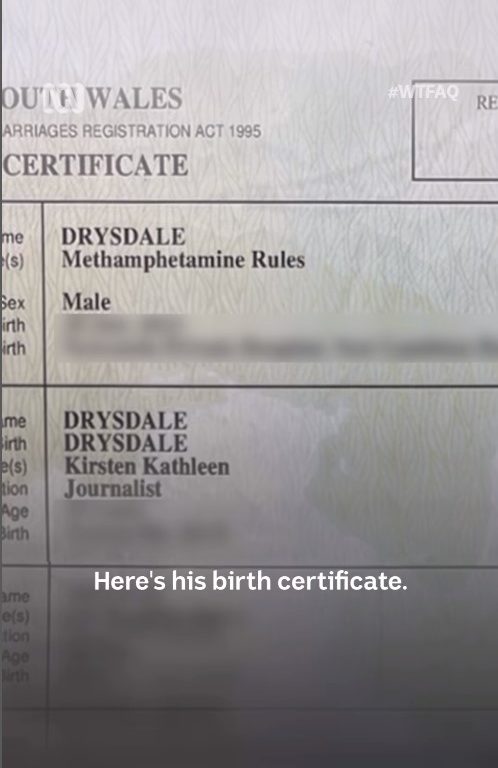 OUTH WALES
#WTFAQ
RE
ARRIAGES REGISTRATION ACT 1995
CERTIFICATE
me DRYSDALE
e(s) Methamphetamine Rules
Sex Male
irth
irth
ame DRYSDALE
irth DRYSDALE
e(s) Kirsten Kathleen
tion Journalist
Age
Birth
Here's his birth certificate.
ame
e(s)
tion
Age
Birth